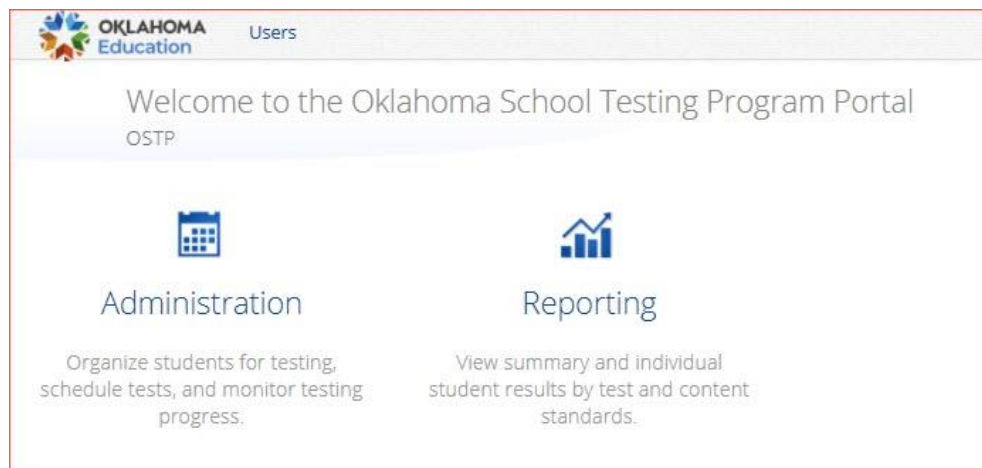 OKLAHOMA
Education
Users
Welcome to the Oklahoma School Testing Program Portal
OSTP
Administration
Organize students for testing,
schedule tests, and monitor testing
progress.
Reporting
View summary and individual
student results by test and content
standards.